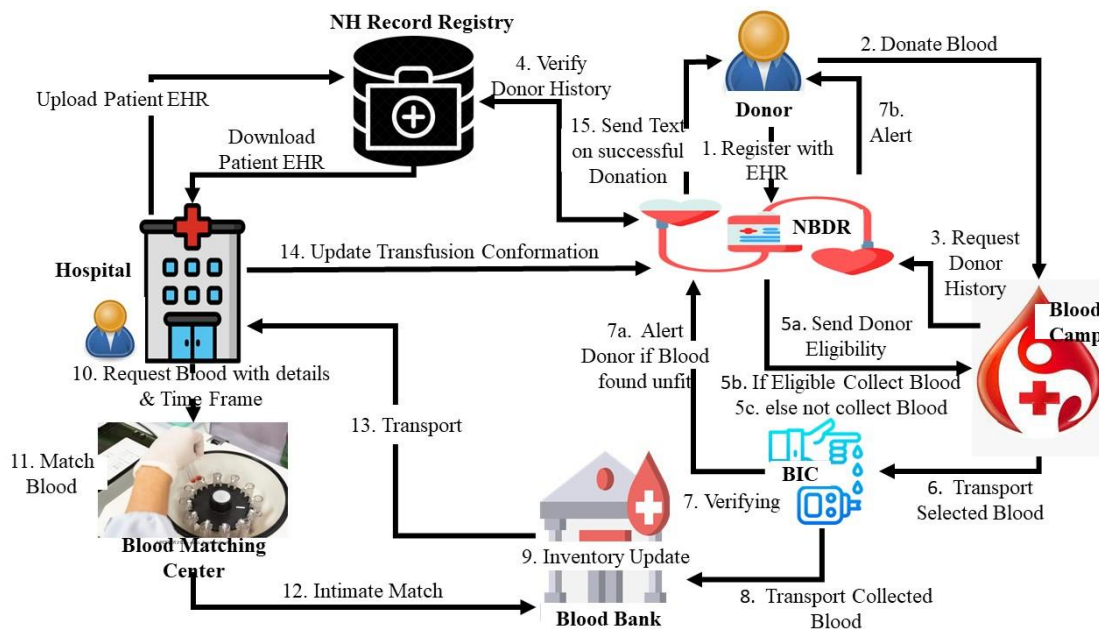 NH Record Registry
2. Donate Blood
4. Verify
Donor History
Upload Patient EHR
Donor
7b.
Alert
15. Send Text
on successful
Donation
Download
Patient EHR
1. Register with
EHR
NBDR
3. Request
Donor
History
Hospital
14. Update Transfusion Conformation
Blood
Camp
7a. Alert
Donor if Blood
found unfit
5a. Send Donor
Eligibility
5b. If Eligible Collect Blood
5c. else not collect Blood
10. Request Blood with details
& Time Frame
13. Transport
11. Match
Blood
BIC
7. Verifying
6. Transport
Selected Blood
Blood Matching
Center
9. Inventory Update
12. Intimate Match
Blood Bank
8. Transport Collected
Blood